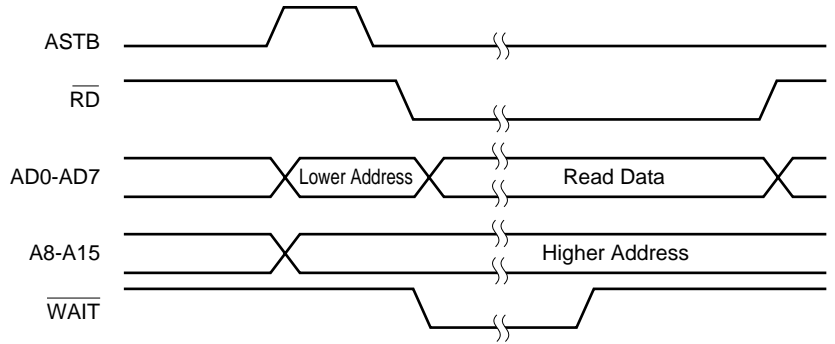 ASTB
RD
AD0-AD7 Lower Address Read Data
A8-A15 Higher Address
WAIT